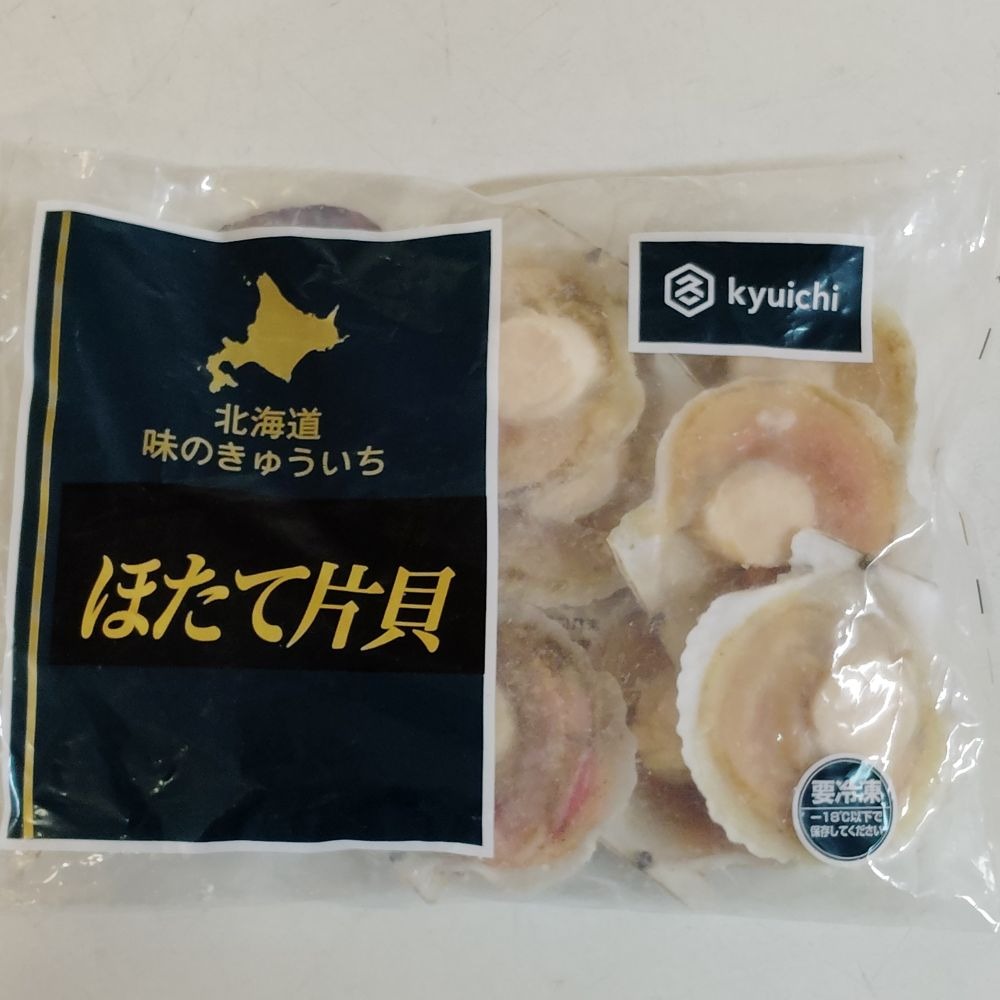 北海道
味のきゅういち
ほたて片貝
kyuichi
要冷凍
−18℃以下で
保存してください